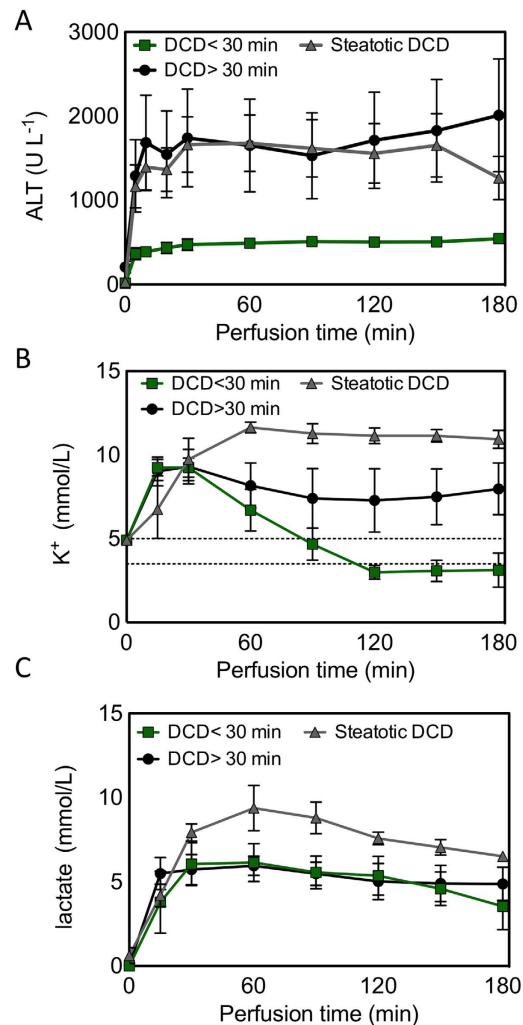 A
DCD< 30 min
Steatotic DCD
DCD> 30 min
ALT (U L-1)
3000
2000
1000
0
0 60 120 180
Perfusion time (min)
B
DCD<30 min
Steatotic DCD
DCD>30 min
K+ (mmol/L)
15
10
5
0
0 60 120 180
Perfusion time (min)
C
DCD< 30 min
Steatotic DCD
DCD> 30 min
lactate (mmol/L)
15
10
5
0
0 60 120 180
Perfusion time (min)